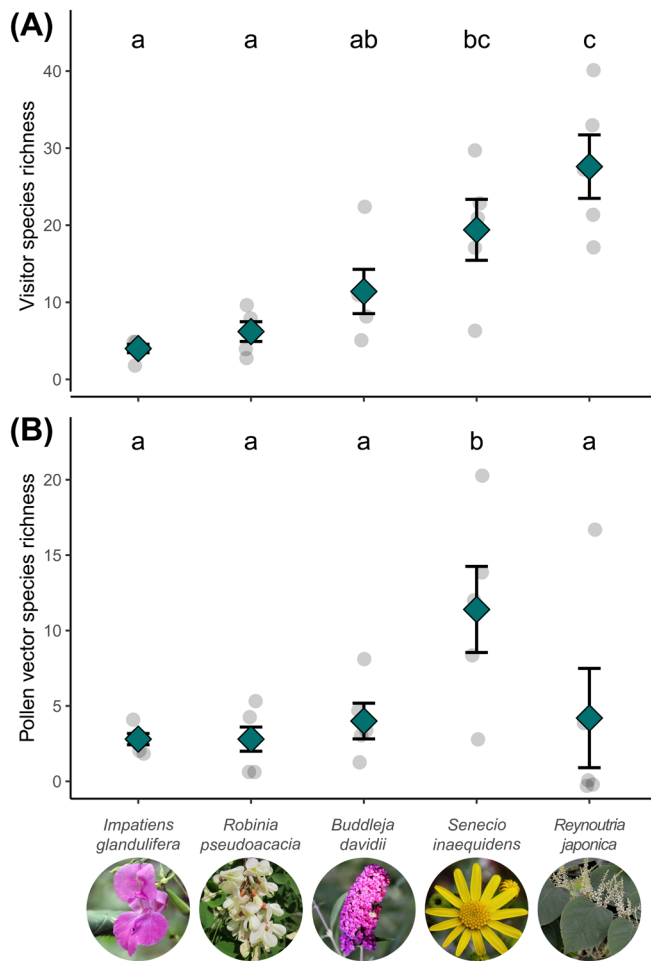 (A)
a a ab bc c
Visitor species richness
40
30
20
10
0
(B)
a a a b a
Pollen vector species richness
20
15
10
5
0
Impatiens Robinia Buddleja Senecio Reynoutria
glandulifera pseudoacacia davidii inaequidens japonica